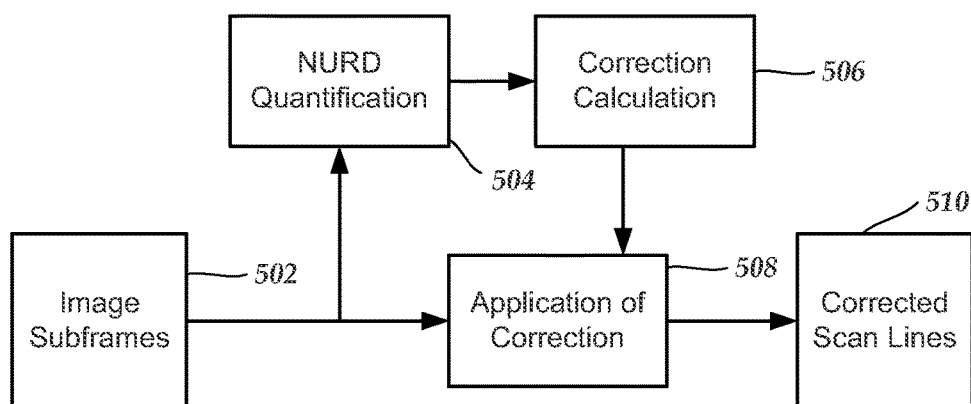 NURD
Quantification
504
Correction
Calculation
506
Image
Subframes
502
Application of
Correction
508
Corrected
Scan Lines
510